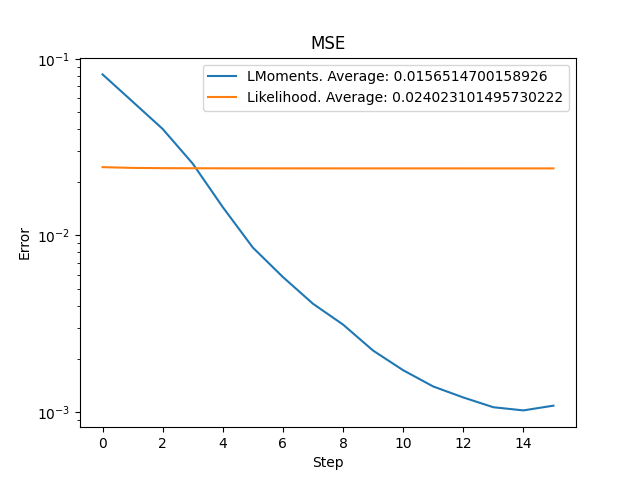 MSE
LMoments. Average: 0.0156514700158926
Likelihood. Average: 0.024023101495730222
10⁻¹
10⁻²
10⁻³
Error
0 2 4 6 8 10 12 14
Step